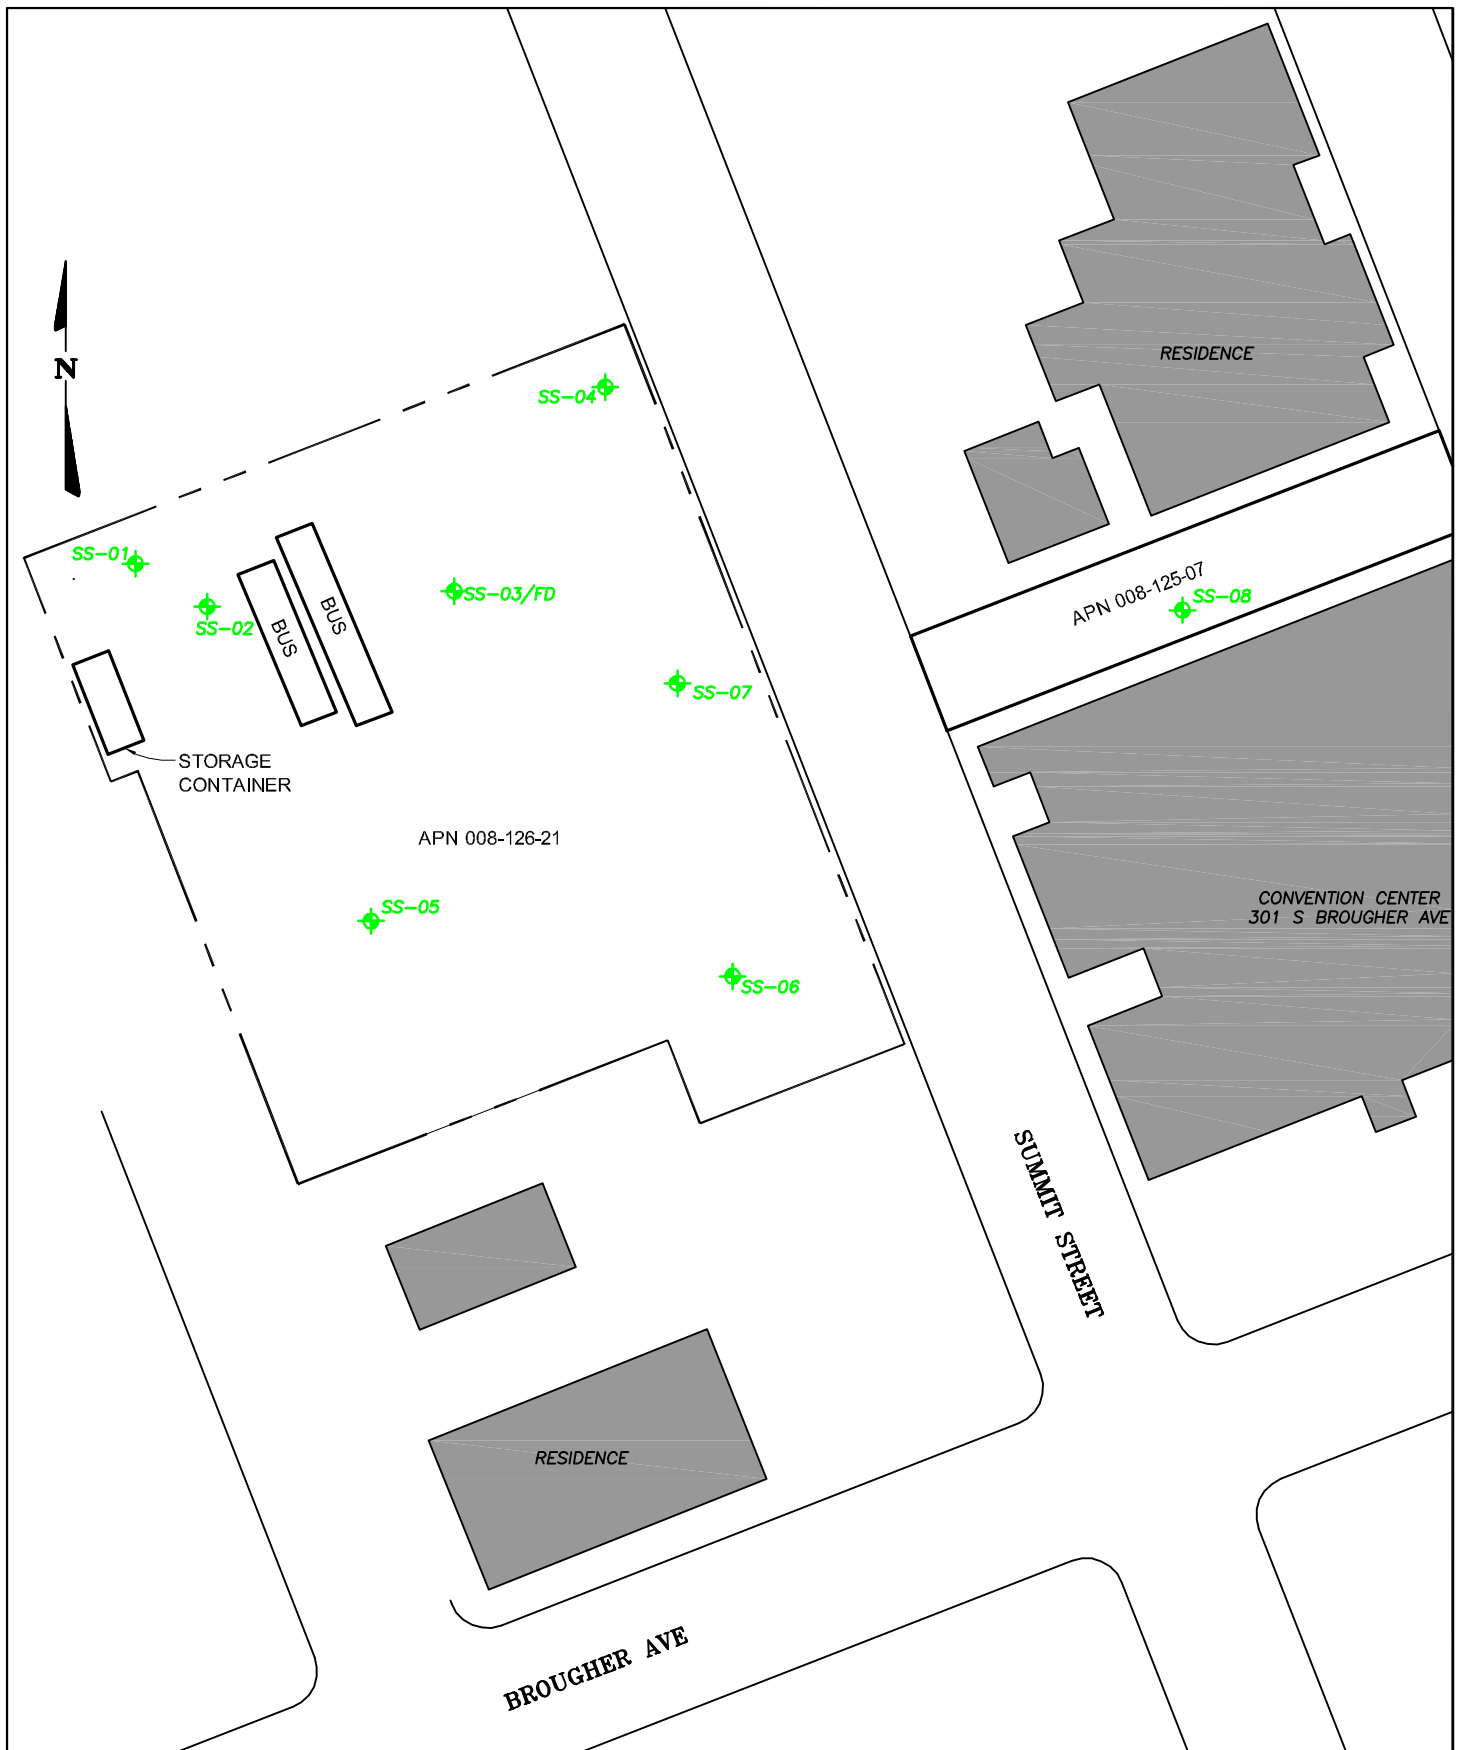 RESIDENCE
N
SS-04
SS-01
SS-02
BUS
BUS
SS-03/FD
APN 008-125-07
SS-08
SS-07
STORAGE
CONTAINER
APN 008-126-21
SS-05
CONVENTION CENTER
301 S BROUGHER AVE
SS-06
SUMMIT STREET
RESIDENCE
BROUGHER AVE